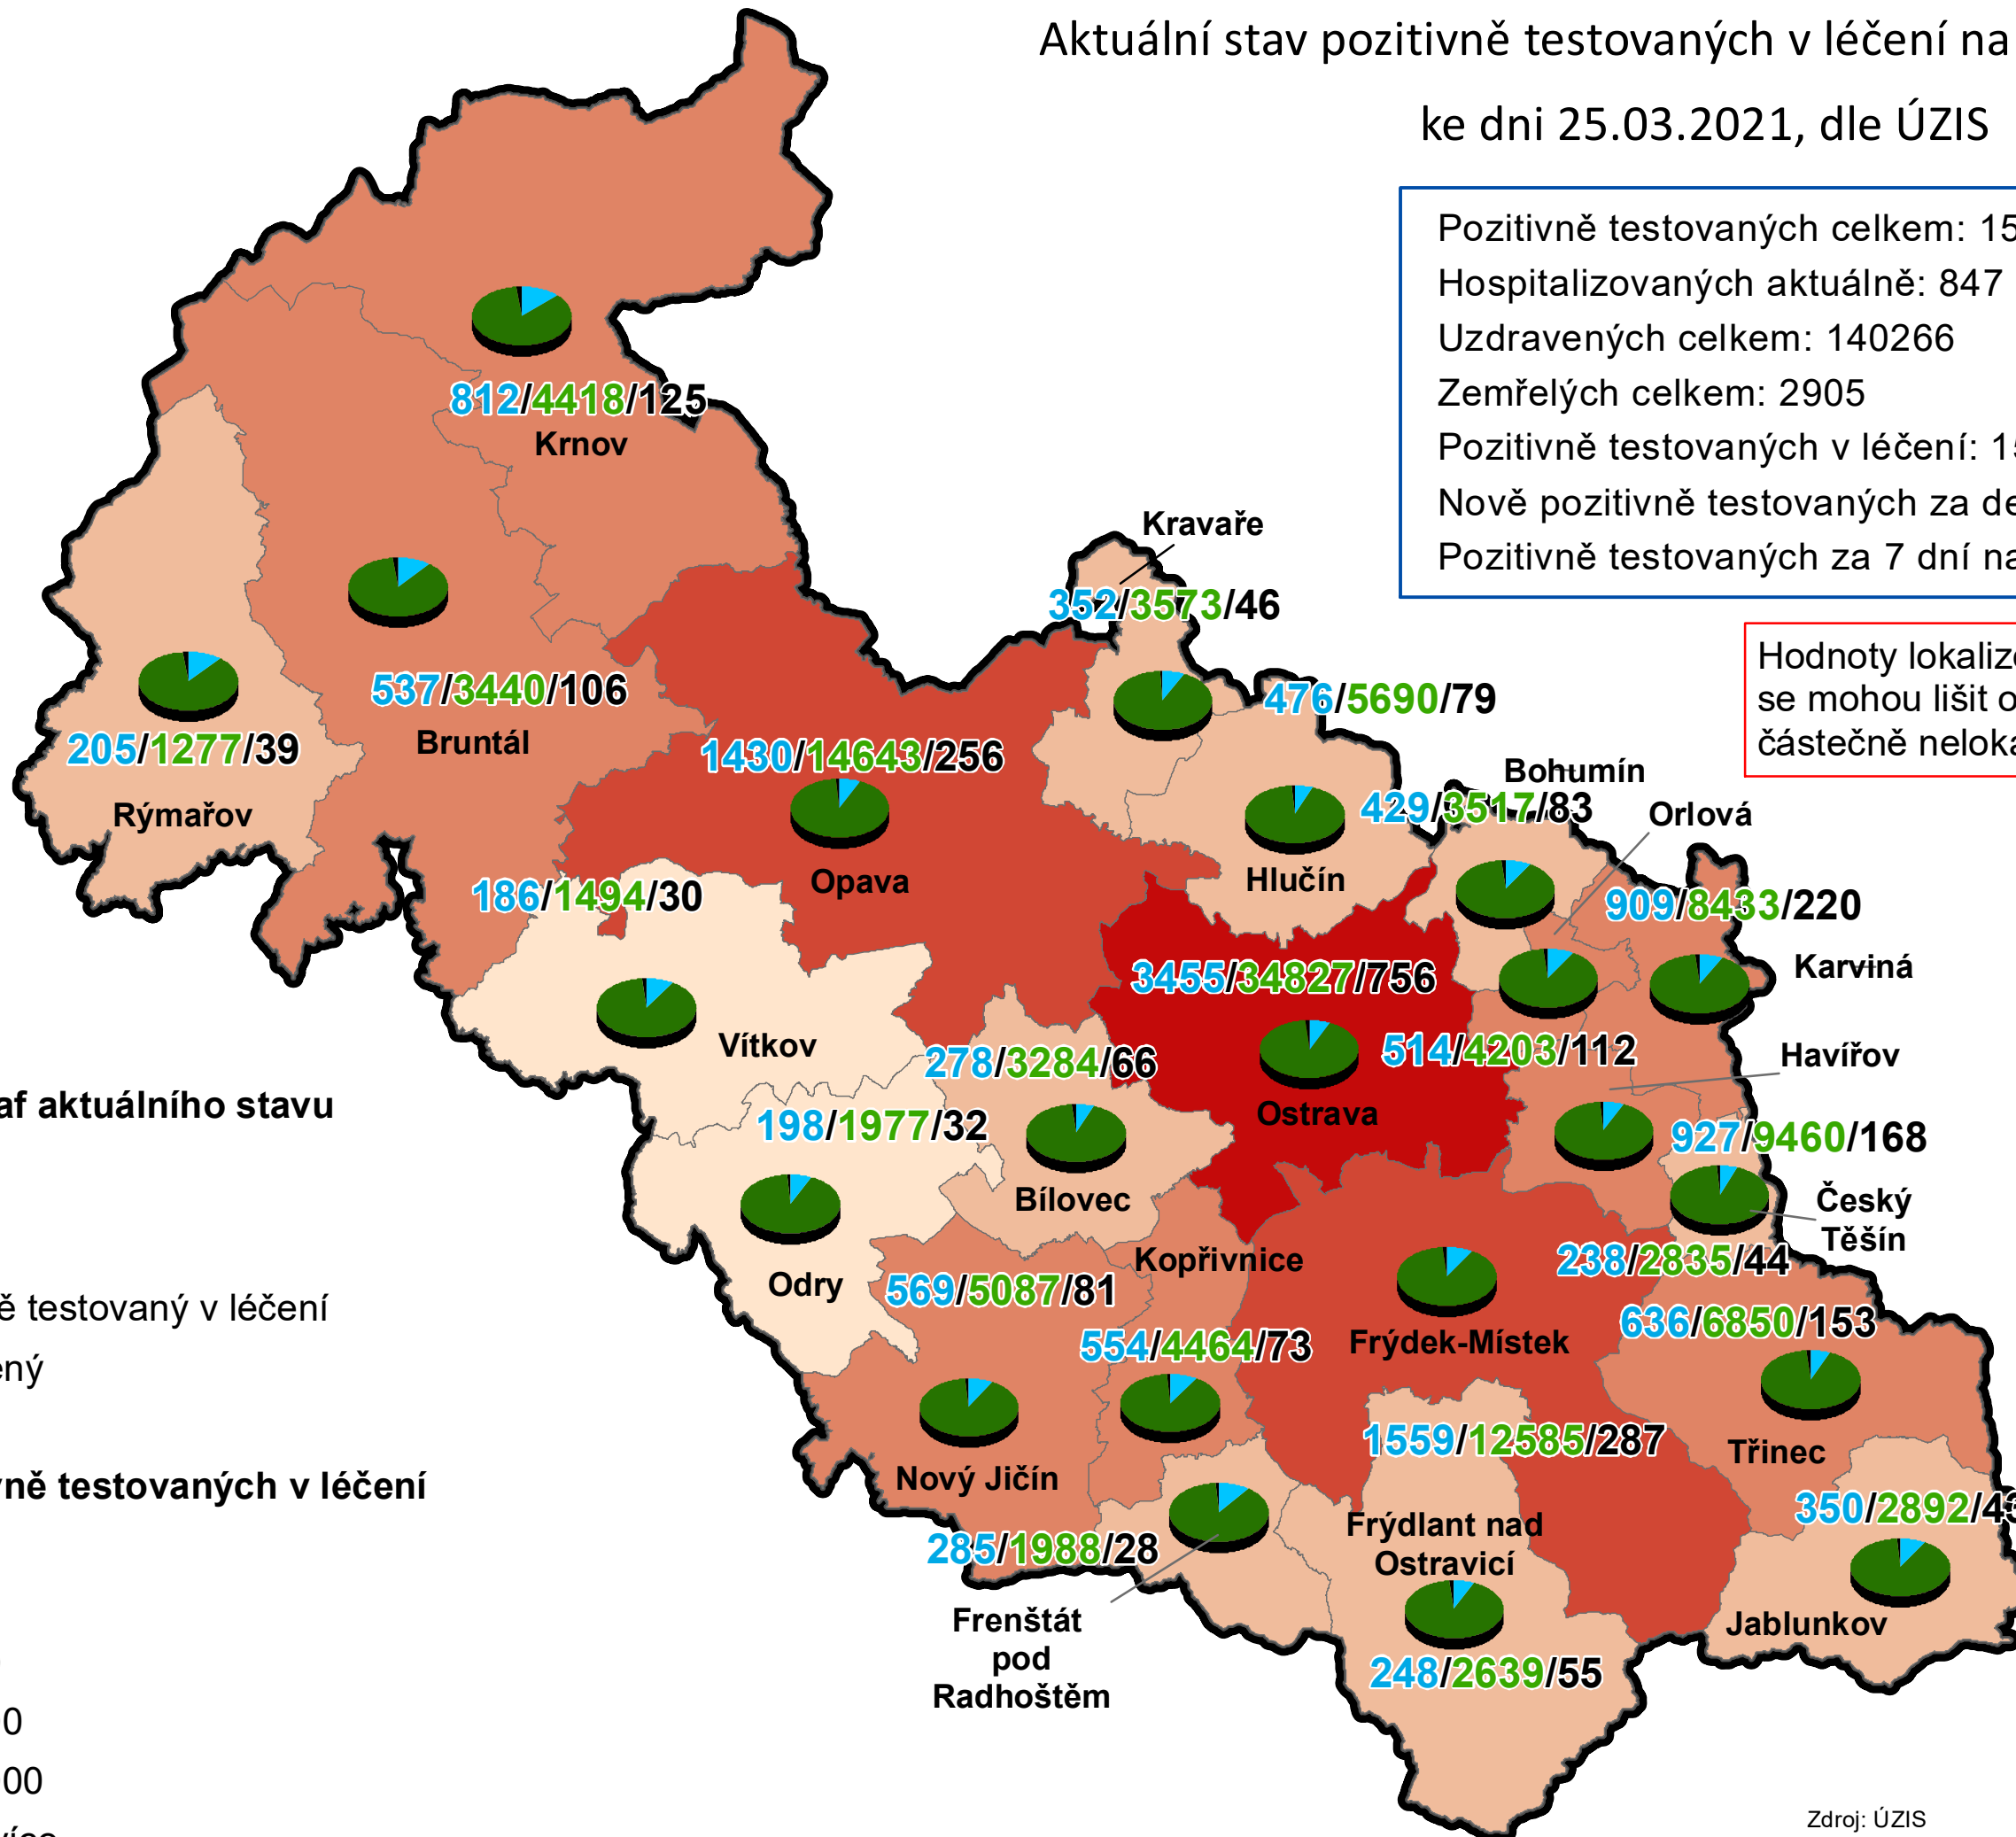 Aktuální stav pozitivně testovaných v léčení na
ke dni 25.03.2021, dle ÚZIS
Pozitivně testovaných celkem: 15
Hospitalizovaných aktuálně: 847
Uzdravených celkem: 140266
Zemřelých celkem: 2905
Pozitivně testovaných v léčení: 15
Nově pozitivně testovaných za de
Pozitivně testovaných za 7 dní na
Hodnoty lokalizo
se mohou lišit o
částečně neloka
812/4418/125
Krnov
Kravaře
352/3573/46
537/3440/106
Bruntál
205/1277/39
Rýmařov
476/5690/79
Hlučín
1430/14643/256
Opava
Bohumín
429/3517/83
Orlová
186/1494/30
Vítkov
909/8433/220
Karviná
3455/34827/756
Ostrava
514/4203/112
Havířov
278/3284/66
Bílovec
198/1977/32
Odry
927/9460/168
Český
Těšín
238/2835/44
Kopřivnice
569/5087/81
554/4464/73
Frýdek-Místek
636/6850/153
Třinec
1559/12585/287
Nový Jičín
350/2892/43
Jablunkov
285/1988/28
Frenštát
pod
Radhoštěm
Frýdlant nad
Ostravicí
248/2639/55
af aktuálního stavu
ě testovaný v léčení
ený
vně testovaných v léčení
0
00
Zdroj: ÚZIS